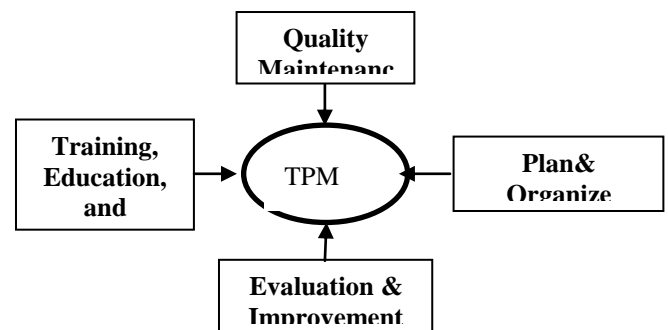 Quality
Maintenanc
Training,
Education,
and
TPM
Plan&
Organize
Evaluation &
Improvement